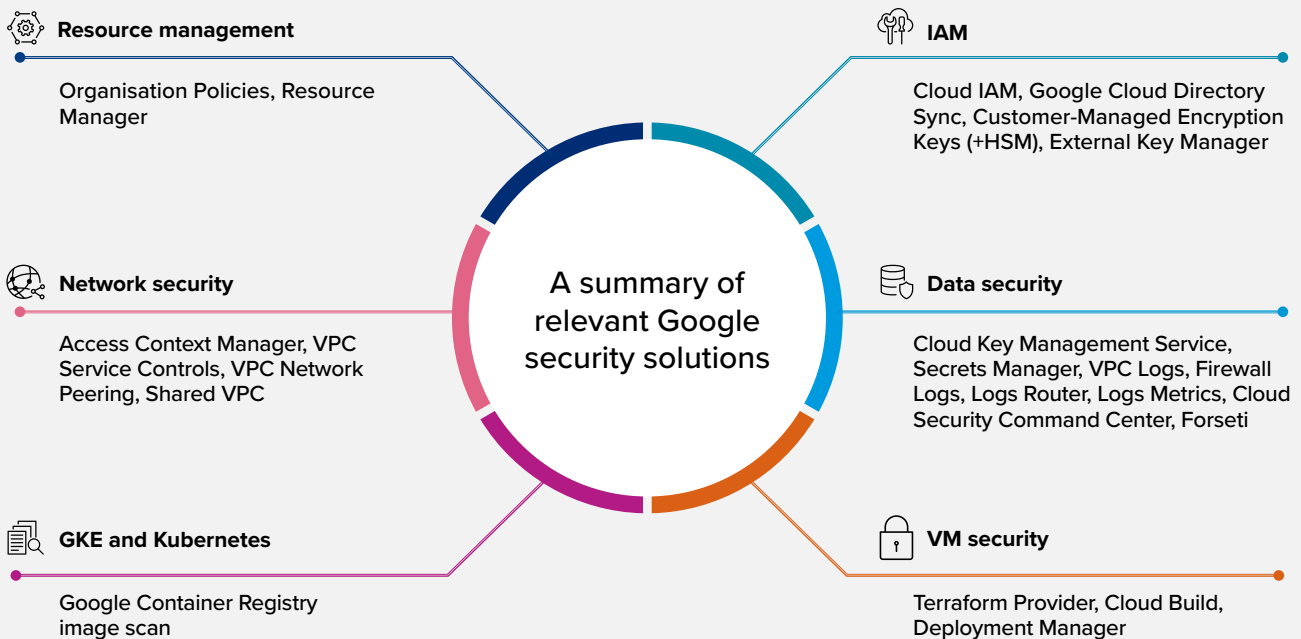 Resource management
Organisation Policies, Resource
Manager
IAM
Cloud IAM, Google Cloud Directory
Sync, Customer-Managed Encryption
Keys (+HSM), External Key Manager
Network security
Access Context Manager, VPC
Service Controls, VPC Network
Peering, Shared VPC
A summary of
relevant Google
security solutions
Data security
Cloud Key Management Service,
Secrets Manager, VPC Logs, Firewall
Logs, Logs Router, Logs Metrics, Cloud
Security Command Center, Forseti
GKE and Kubernetes
Google Container Registry
image scan
VM security
Terraform Provider, Cloud Build,
Deployment Manager